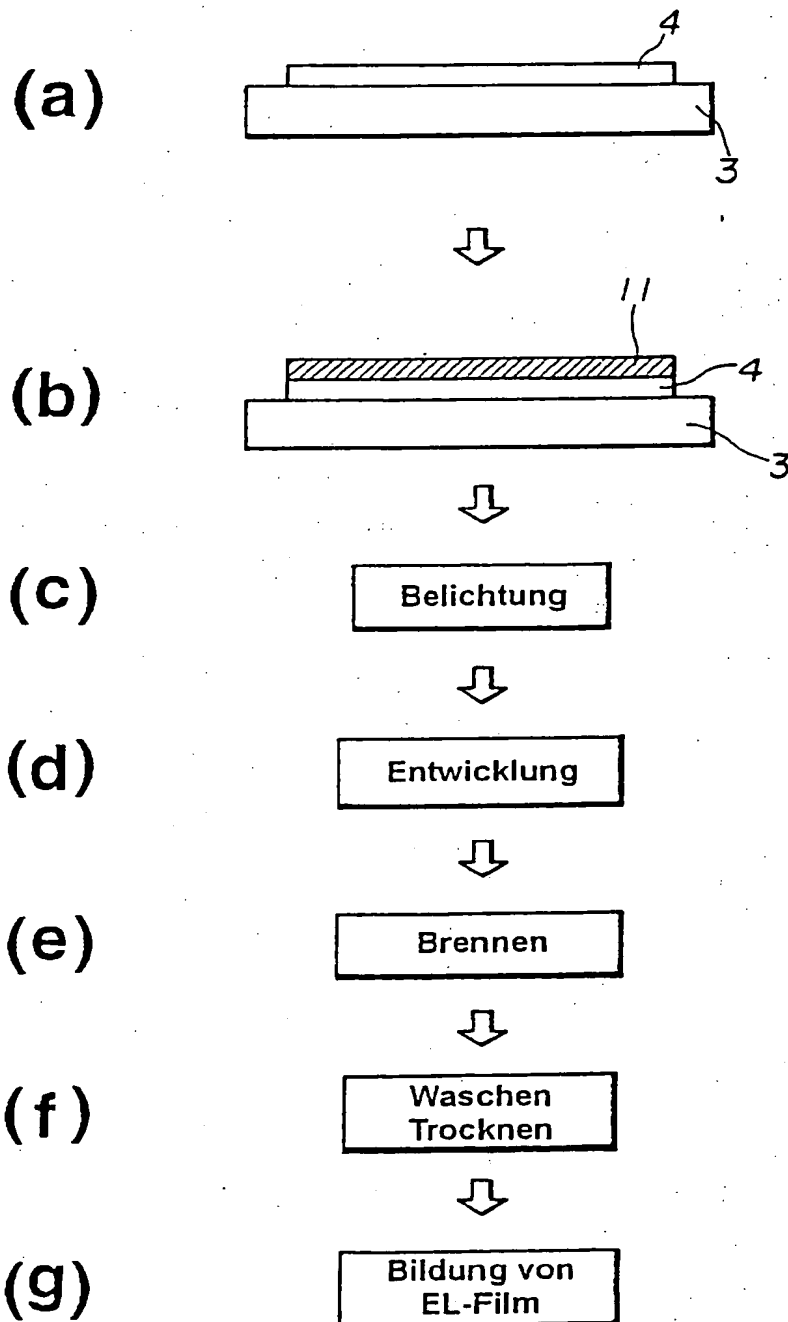 (a)
4
3
(b)
11
4
3
(c)
Belichtung
(d)
Entwicklung
(e)
Brennen
(f)
Waschen
Trocknen
(g)
Bildung von
EL-Film